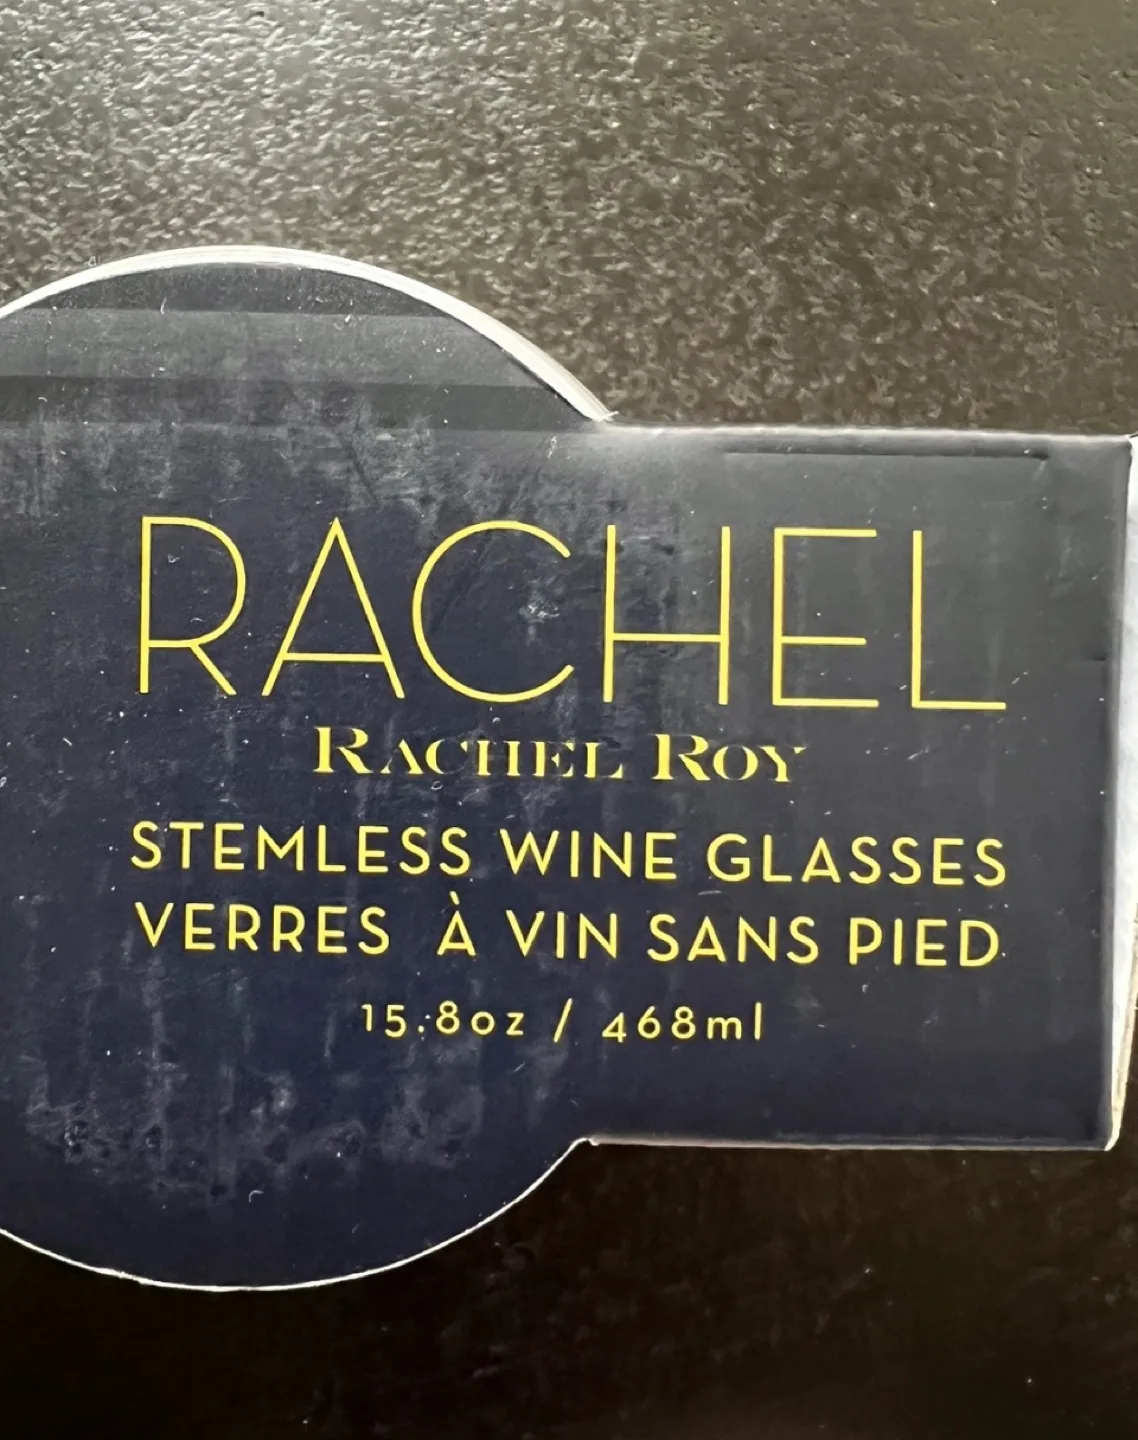 RACHEL
RACHEL ROY
STEMLESS WINE GLASSES
VERRES À VIN SANS PIED
15.8oz / 468ml